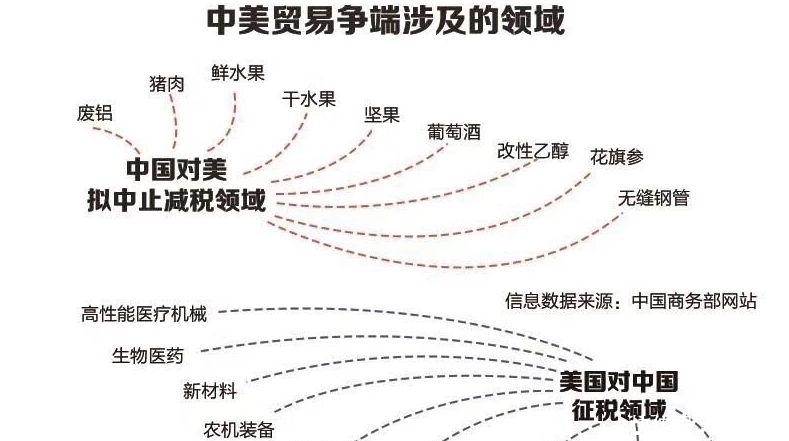 中美贸易争端涉及的领域
废铝
猪肉
鲜水果
干水果
坚果
葡萄酒
改性乙醇
花旗参
无缝钢管
中国对美
拟中止减税领域
信息数据来源：中国商务部网站
高性能医疗机械
生物医药
新材料
农机装备
美国对中国
征税领域